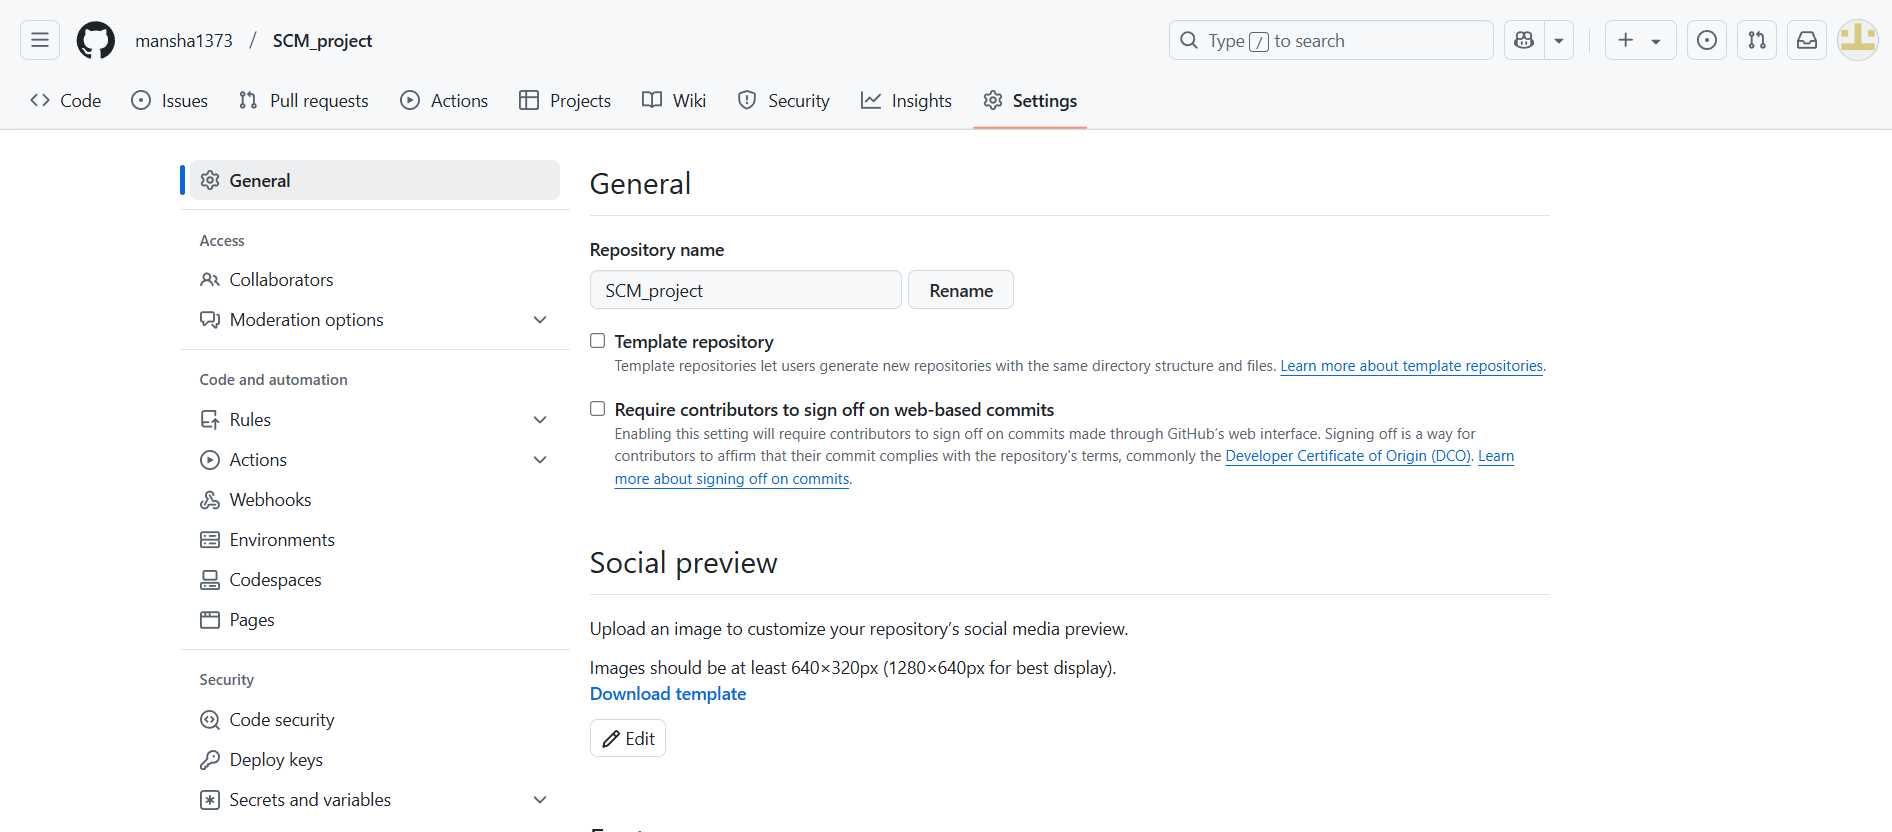 mansha1373 / SCM_project
Type / to search
Code
Issues
Pull requests
Actions
Projects
Wiki
Security
Insights
Settings
General
Access
Collaborators
Moderation options
Code and automation
Rules
Actions
Webhooks
Environments
Codespaces
Pages
Security
Code security
Deploy keys
Secrets and variables
General
Repository name
SCM_project
Rename
Template repository
Template repositories let users generate new repositories with the same directory structure and files. Learn more about template repositories.
Require contributors to sign off on web-based commits
Enabling this setting will require contributors to sign off on commits made through GitHub’s web interface. Signing off is a way for
contributors to affirm that their commit complies with the repository's terms, commonly the Developer Certificate of Origin (DCO). Learn
more about signing off on commits.
Social preview
Upload an image to customize your repository’s social media preview.
Images should be at least 640×320px (1280×640px for best display).
Download template
Edit